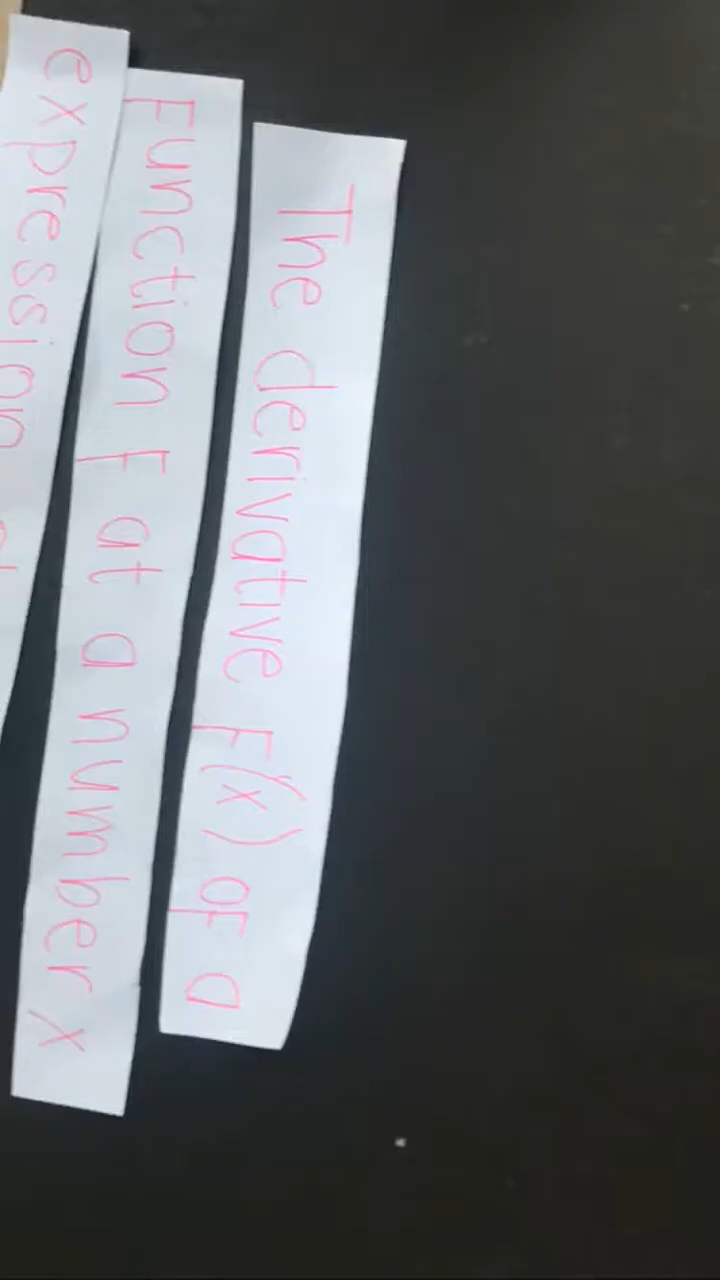 The derivative F'(x) of a
Function F at a number x
expression